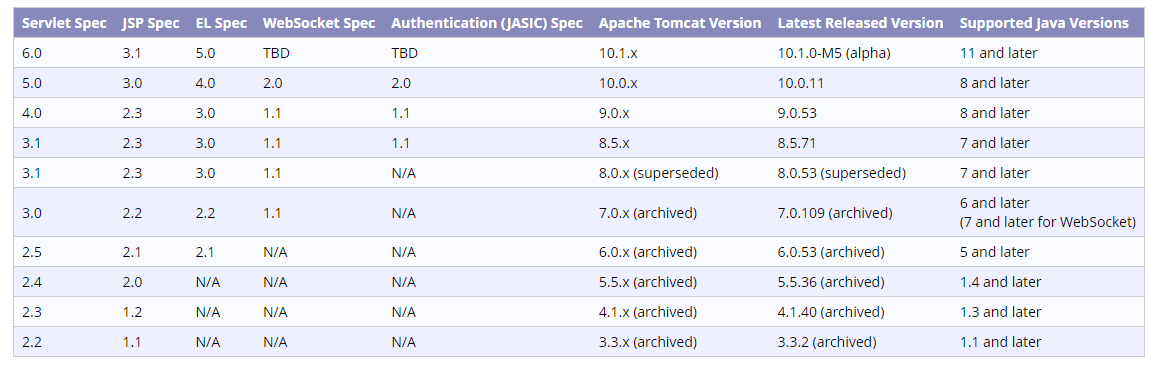 Servlet Spec JSP Spec EL Spec WebSocket Spec Authentication (JASIC) Spec Apache Tomcat Version Latest Released Version Supported Java Versions
6.0 3.1 5.0 TBD TBD 10.1.x 10.1.0-M5 (alpha) 11 and later
5.0 3.0 4.0 2.0 2.0 10.0.x 10.0.11 8 and later
4.0 2.3 3.0 1.1 1.1 9.0.x 9.0.53 8 and later
3.1 2.3 3.0 1.1 1.1 8.5.x 8.5.71 7 and later
3.1 2.3 3.0 1.1 N/A 8.0.x (superseded) 8.0.53 (superseded) 7 and later
3.0 2.2 2.2 1.1 N/A 7.0.x (archived) 7.0.109 (archived) 6 and later
(7 and later for WebSocket)
2.5 2.1 2.1 N/A N/A 6.0.x (archived) 6.0.53 (archived) 5 and later
2.4 2.0 N/A N/A N/A 5.5.x (archived) 5.5.36 (archived) 1.4 and later
2.3 1.2 N/A N/A N/A 4.1.x (archived) 4.1.40 (archived) 1.3 and later
2.2 1.1 N/A N/A N/A 3.3.x (archived) 3.3.2 (archived) 1.1 and later